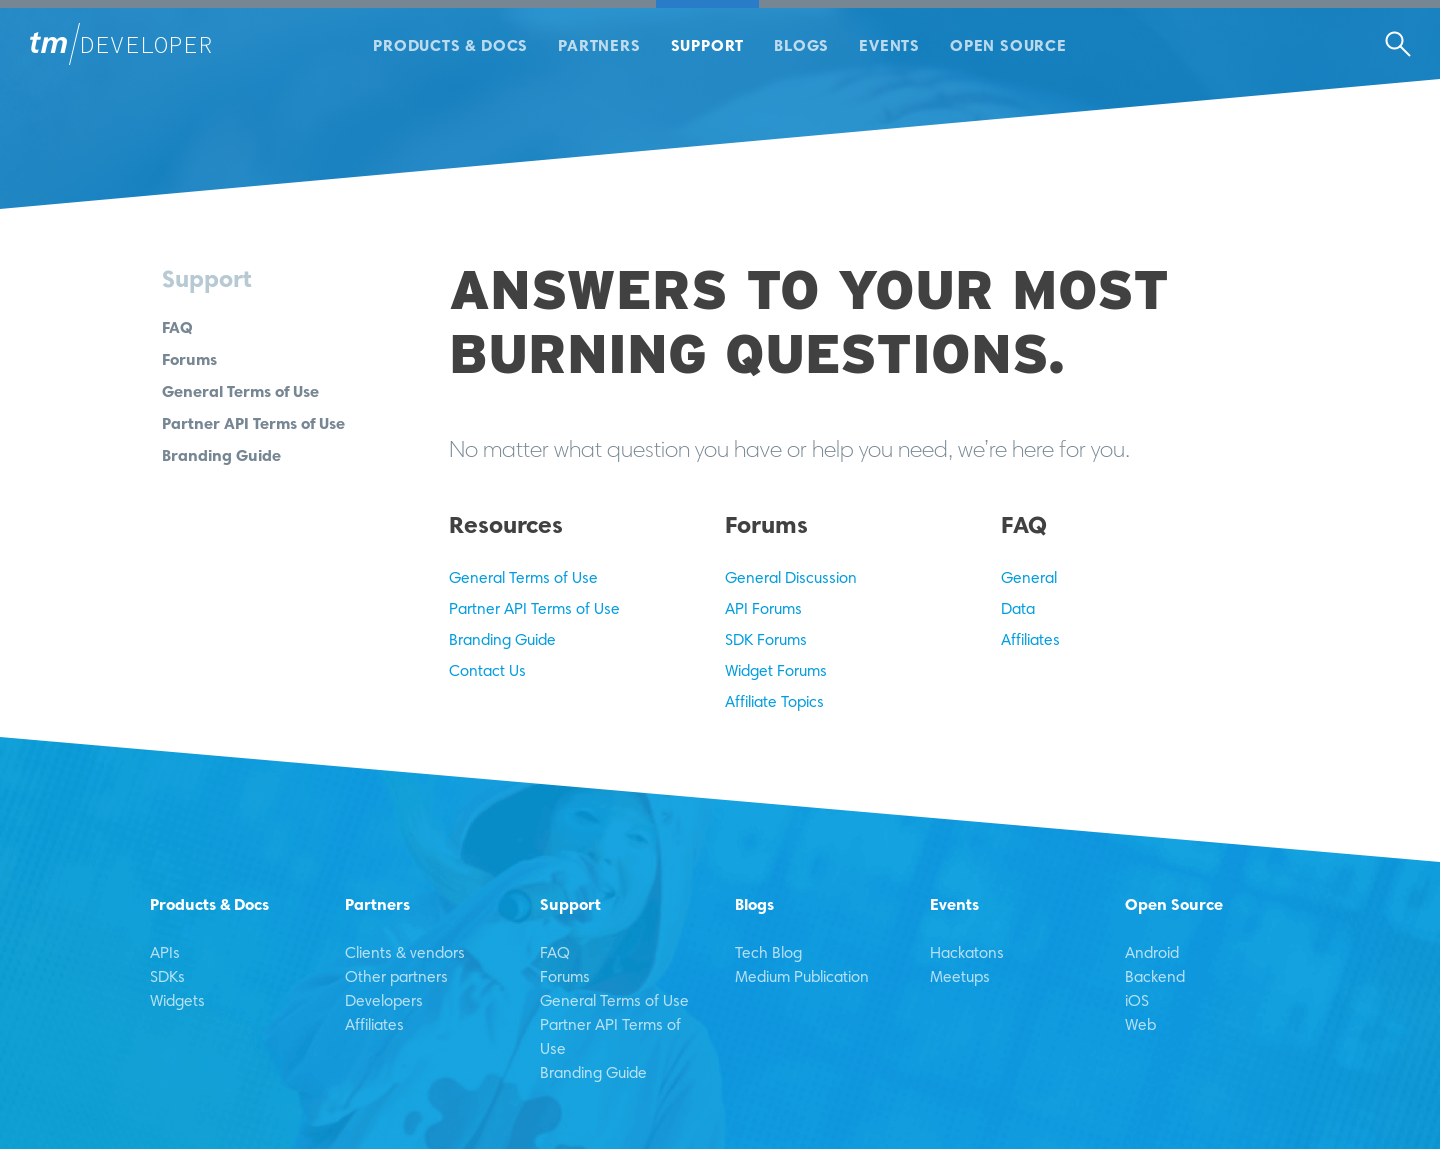 tm/DEVELOPER
PRODUCTS & DOCS
PARTNERS
SUPPORT
BLOGS
EVENTS
OPEN SOURCE
Support
FAQ
Forums
General Terms of Use
Partner API Terms of Use
Branding Guide
ANSWERS TO YOUR MOST
BURNING QUESTIONS.
No matter what question you have or help you need, we’re here for you.
Resources
General Terms of Use
Partner API Terms of Use
Branding Guide
Contact Us
Forums
General Discussion
API Forums
SDK Forums
Widget Forums
Affiliate Topics
FAQ
General
Data
Affiliates
Products & Docs
APIs
SDKs
Widgets
Partners
Clients & vendors
Other partners
Developers
Affiliates
Support
FAQ
Forums
General Terms of Use
Partner API Terms of
Use
Branding Guide
Blogs
Tech Blog
Medium Publication
Events
Hackatons
Meetups
Open Source
Android
Backend
iOS
Web